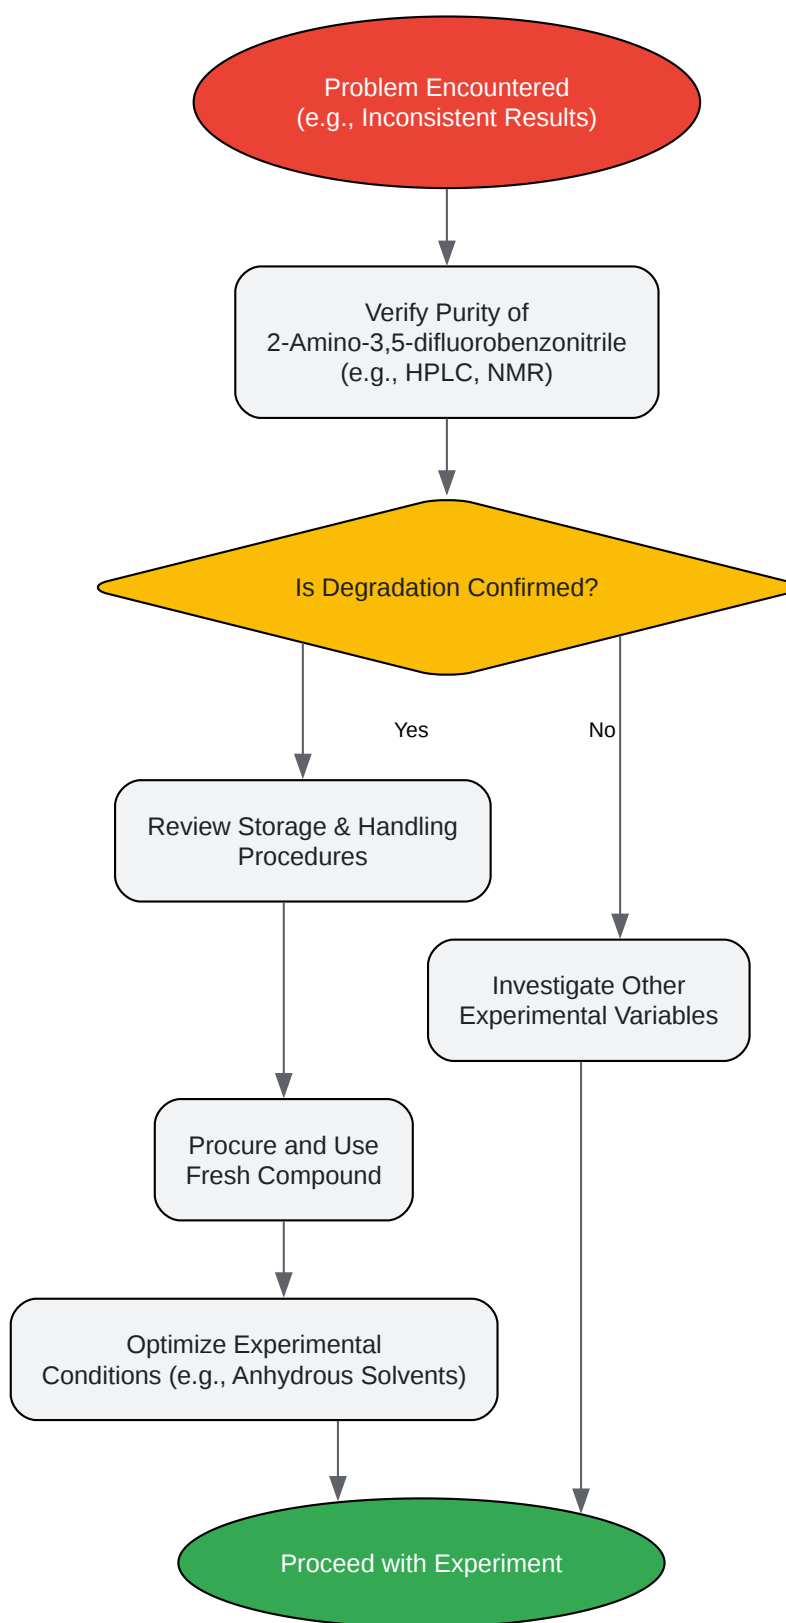 Problem Encountered
(e.g., Inconsistent Results)
Verify Purity of
2-Amino-3,5-difluorobenzonitrile
(e.g., HPLC, NMR)
Is Degradation Confirmed?
Yes
No
Review Storage & Handling
Procedures
Investigate Other
Experimental Variables
Procure and Use
Fresh Compound
Optimize Experimental
Conditions (e.g., Anhydrous Solvents)
Proceed with Experiment